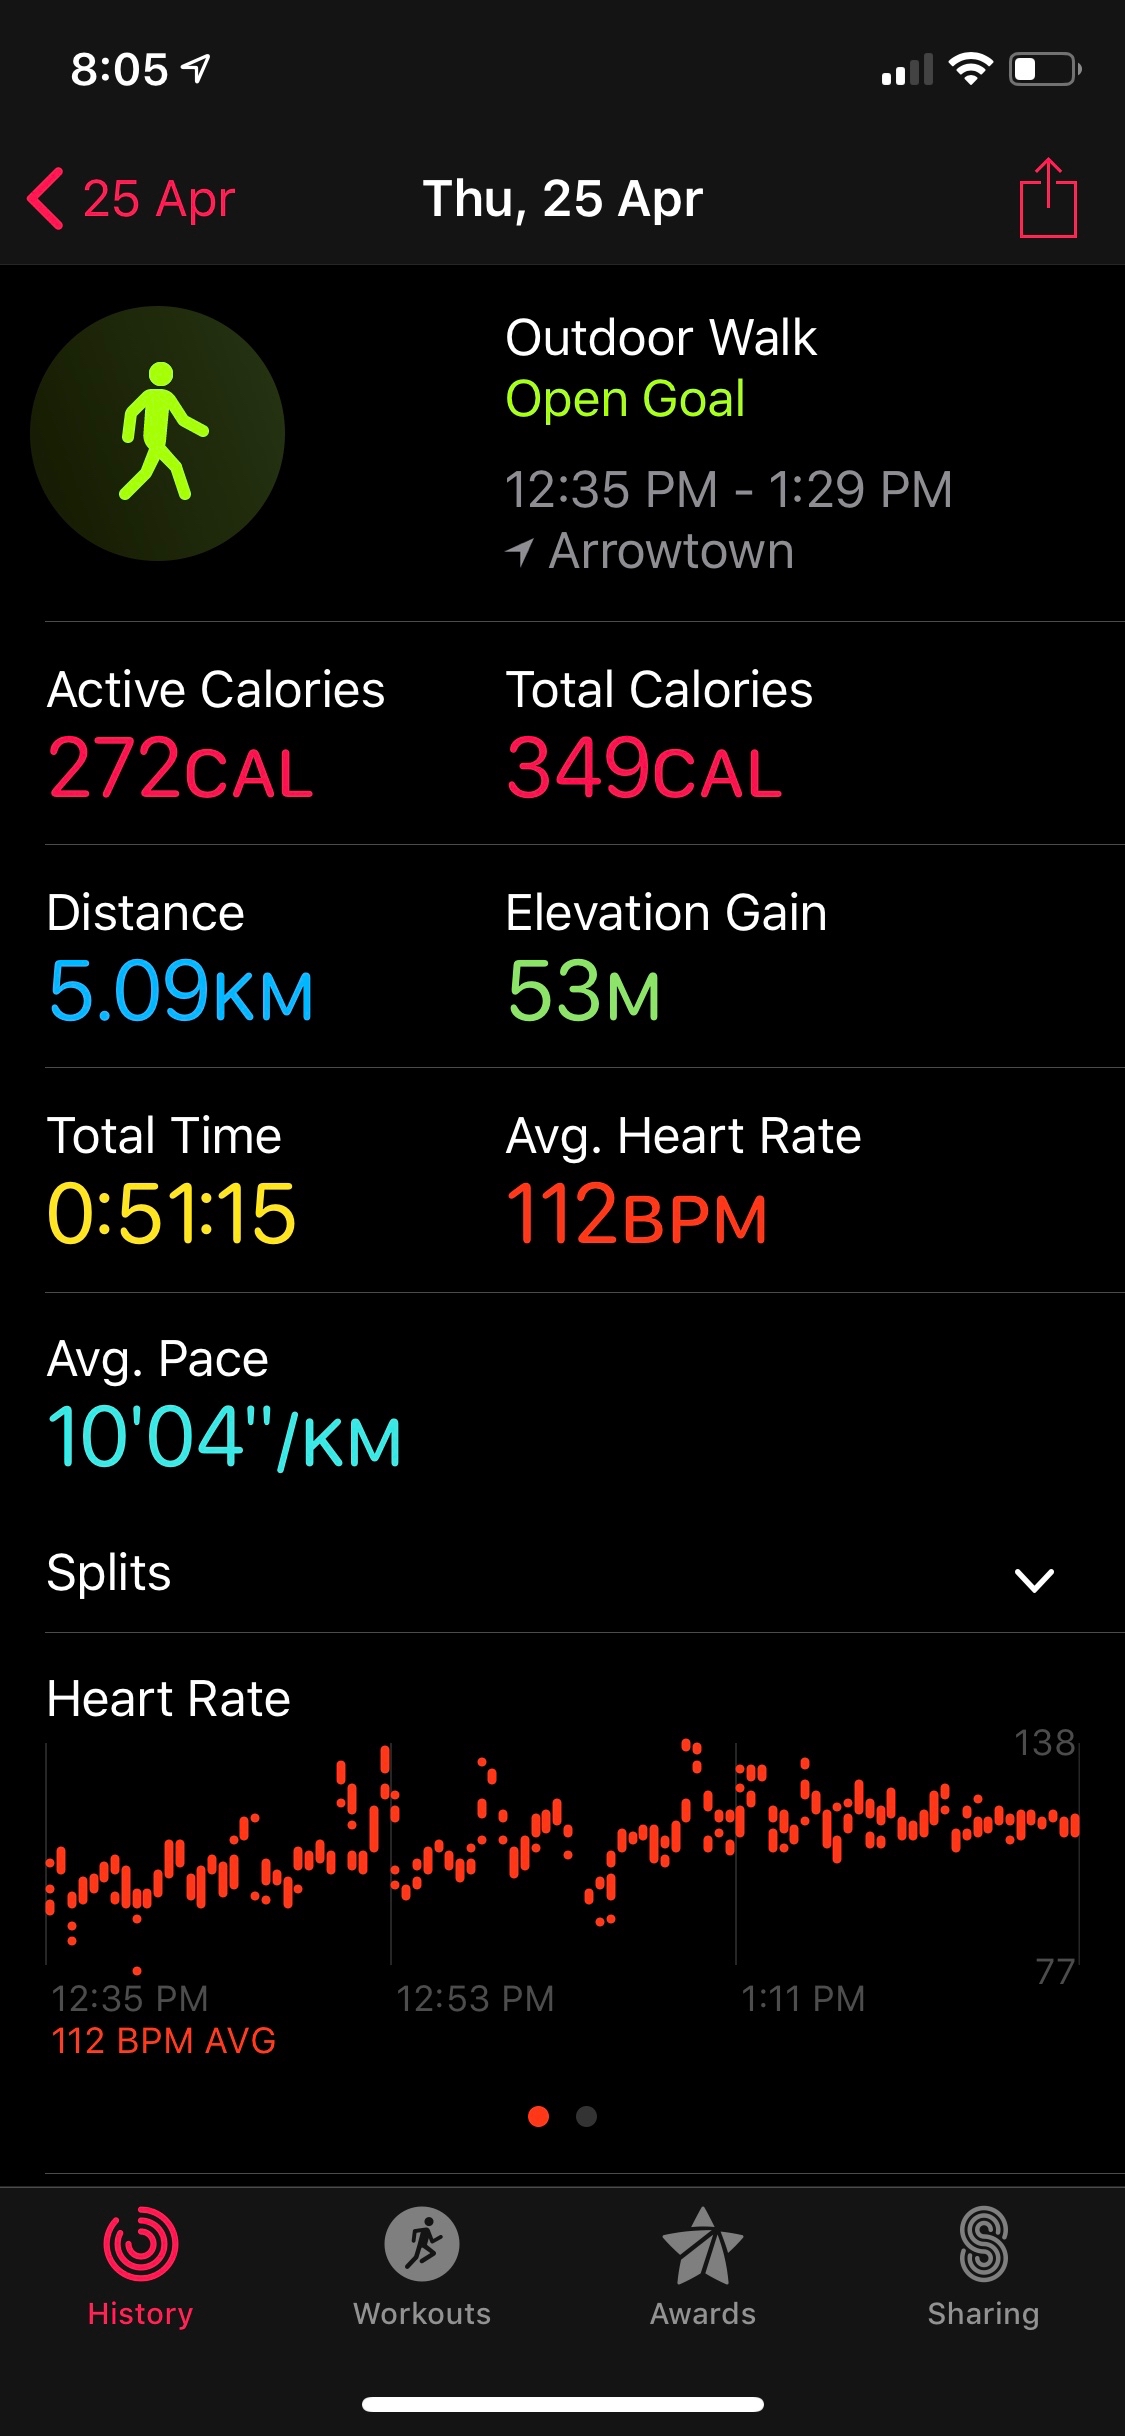 8:05
25 Apr
Thu, 25 Apr
Outdoor Walk
Open Goal
12:35 PM - 1:29 PM
Arrowtown
Active Calories
272CAL
Total Calories
349CAL
Distance
5.09KM
Elevation Gain
53M
Total Time
0:51:15
Avg. Heart Rate
112BPM
Avg. Pace
10'04"/KM
Splits
Heart Rate
138
77
12:35 PM
12:53 PM
1:11 PM
112 BPM AVG
History
Workouts
Awards
Sharing